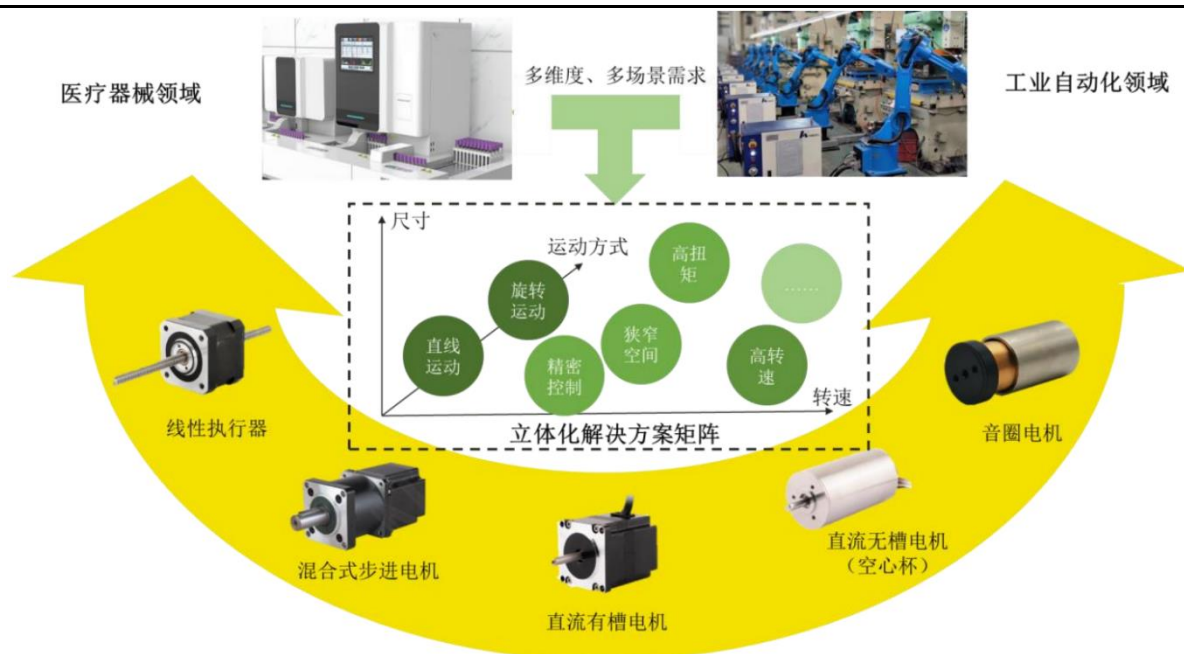 医疗器械领域
多维度、多场景需求
工业自动化领域
尺寸
运动方式
高扭
矩
……
旋转
运动
狭窄
空间
直线
运动
精密
控制
高转
速
转速
立体化解决方案矩阵
线性执行器
音圈电机
混合式步进电机
直流无槽电机
（空心杯）
直流有槽电机